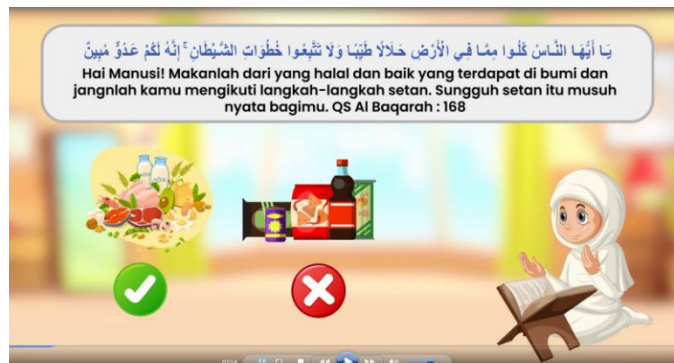 يَا أَيُّهَا النَّاسُ كُلُوا مِمَّا فِي الْأَرْضِ حَلَالًا طَيِّبًا وَلَا تَتَّبِعُوا خُطُوَاتِ الشَّيْطَانِ ۚ إِنَّهُ لَكُمْ عَدُوٌّ مُبِينٌ
Hai Manusi! Makanlah dari yang halal dan baik yang terdapat di bumi dan
jangnlah kamu mengikuti langkah-langkah setan. Sungguh setan itu musuh
nyata bagimu. QS Al Baqarah : 168